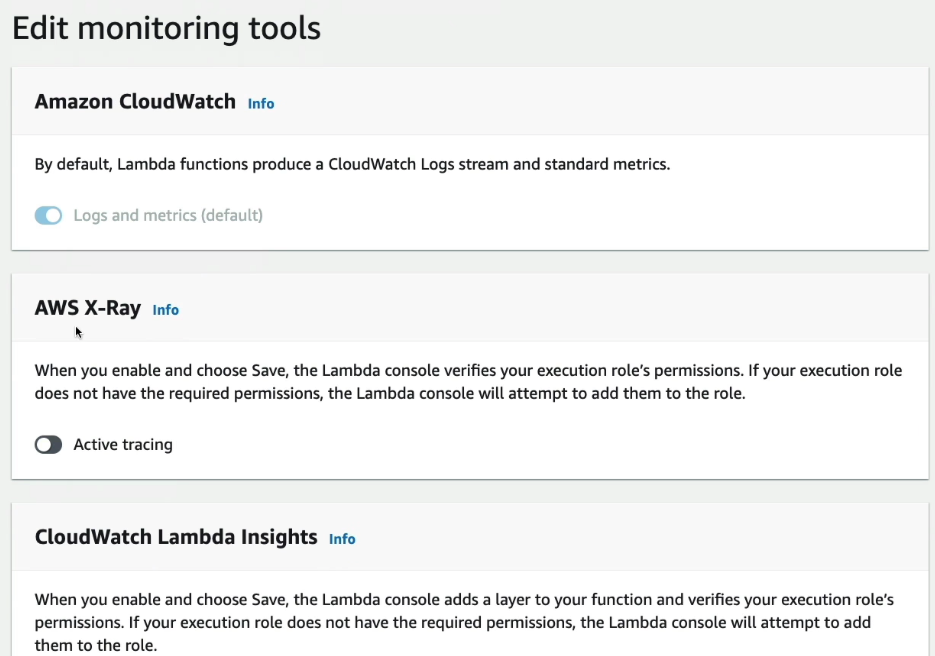 Edit monitoring tools
Amazon CloudWatch Info
By default, Lambda functions produce a CloudWatch Logs stream and standard metrics.
Logs and metrics (default)
AWS X-Ray Info
When you enable and choose Save, the Lambda console verifies your execution role’s permissions. If your execution role
does not have the required permissions, the Lambda console will attempt to add them to the role.
Active tracing
CloudWatch Lambda Insights Info
When you enable and choose Save, the Lambda console adds a layer to your function and verifies your execution role’s
permissions. If your execution role does not have the required permissions, the Lambda console will attempt to add
them to the role.